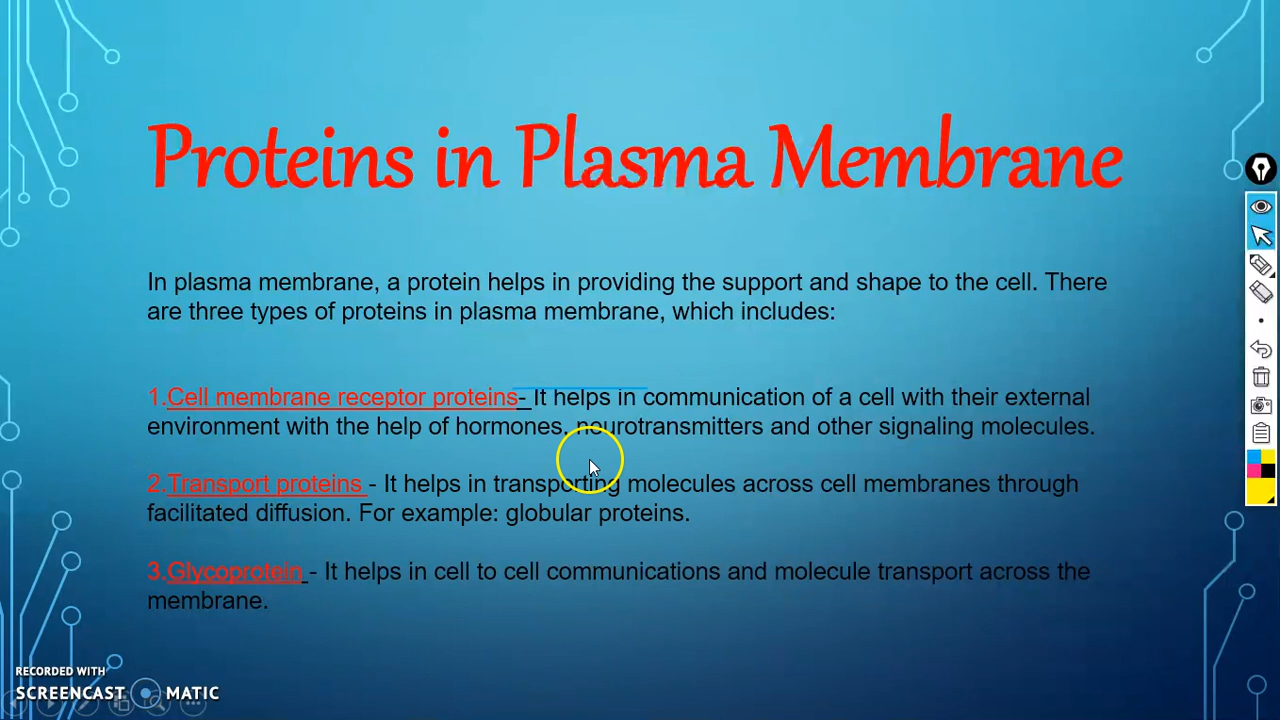 Proteins in Plasma Membrane
In plasma membrane, a protein helps in providing the support and shape to the cell. There
are three types of proteins in plasma membrane, which includes:
1.Cell membrane receptor proteins- It helps in communication of a cell with their external
environment with the help of hormones, neurotransmitters and other signaling molecules.
2.Transport proteins - It helps in transporting molecules across cell membranes through
facilitated diffusion. For example: globular proteins.
3.Glycoprotein - It helps in cell to cell communications and molecule transport across the
membrane.
RECORDED WITH
SCREENCAST MATIC